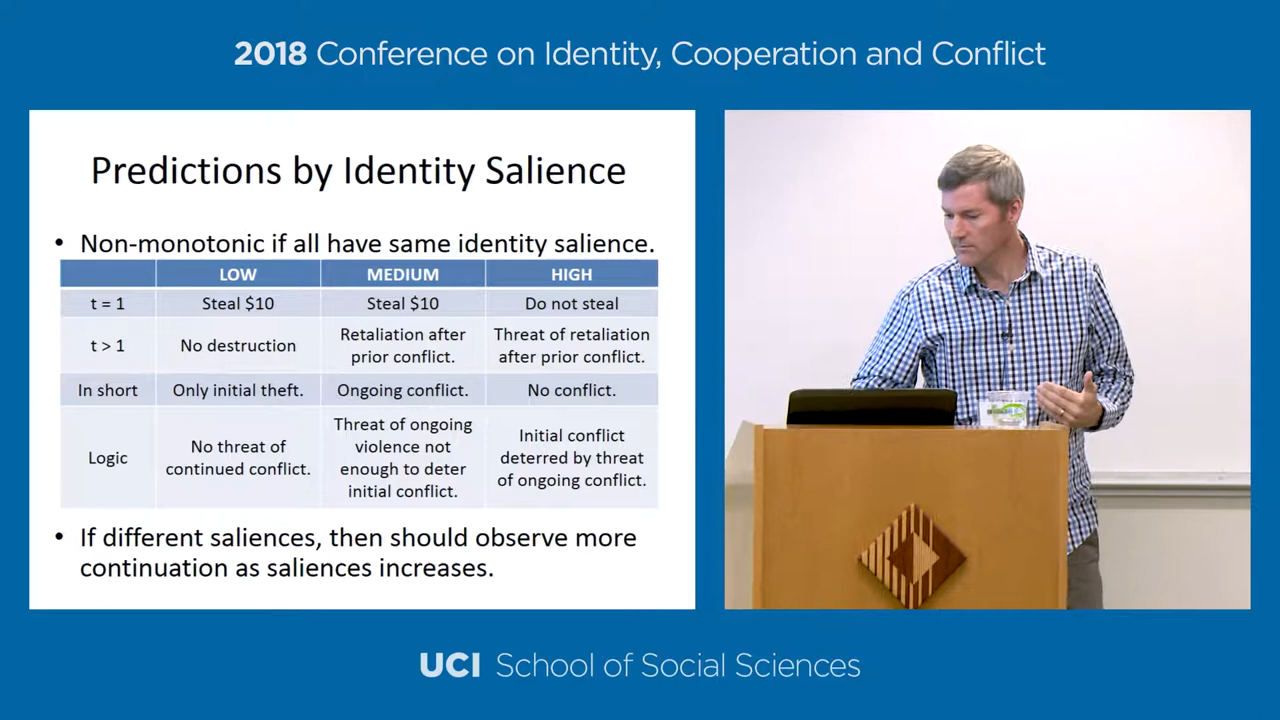 2018 Conference on Identity, Cooperation and Conflict
Predictions by Identity Salience
• Non-monotonic if all have same identity salience.
LOW MEDIUM HIGH
t = 1 Steal $10 Steal $10 Do not steal
t > 1 No destruction Retaliation after prior conflict. Threat of retaliation after prior conflict.
In short Only initial theft. Ongoing conflict. No conflict.
Logic No threat of continued conflict. Threat of ongoing violence not enough to deter initial conflict. Initial conflict deterred by threat of ongoing conflict.
• If different saliences, then should observe more
continuation as saliences increases.
UCI School of Social Sciences